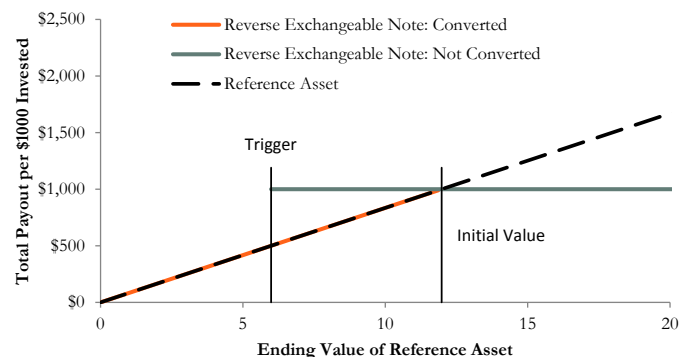 $2,500
Reverse Exchangeable Note: Converted
Reverse Exchangeable Note: Not Converted
Reference Asset
$2,000
$1,500
$1,000
$500
$0
Total Payout per $1000 Invested
Trigger
Initial Value
0 5 10 15 20
Ending Value of Reference Asset